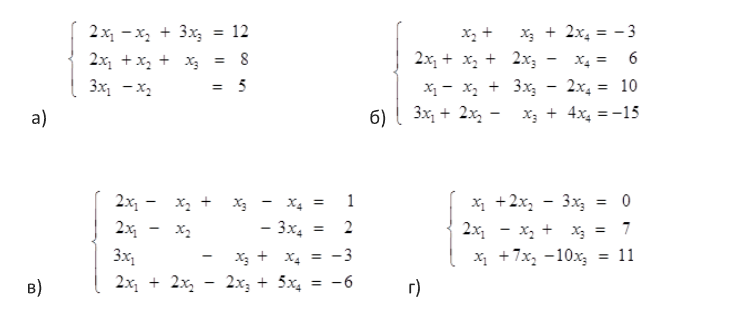 2x₁ − x₂ + 3x₃ = 12
2x₁ + x₂ + x₃ = 8
3x₁ − x₂ = 5
а)
x₂ + x₃ + 2x₄ = −3
2x₁ + x₂ + 2x₃ − x₄ = 6
x₁ − x₂ + 3x₃ − 2x₄ = 10
3x₁ + 2x₂ − x₃ + 4x₄ = −15
б)
2x₁ − x₂ + x₃ − x₄ = 1
2x₁ − x₂ − 3x₄ = 2
3x₁ − x₃ + x₄ = −3
2x₁ + 2x₂ − 2x₃ + 5x₄ = −6
в)
x₁ + 2x₂ − 3x₃ = 0
2x₁ − x₂ + x₃ = 7
x₁ + 7x₂ − 10x₃ = 11
г)